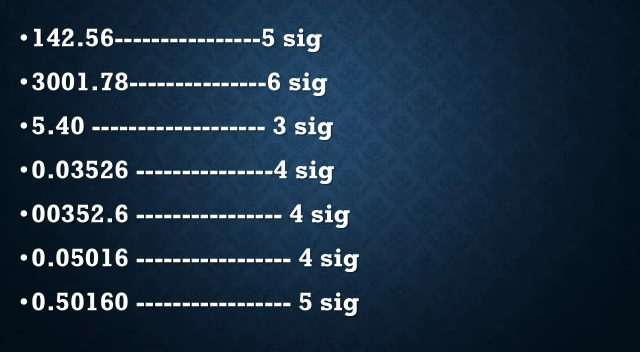 •142.56----------------5 sig
•3001.78---------------6 sig
•5.40 ------------------- 3 sig
•0.03526 ---------------4 sig
•00352.6 ---------------- 4 sig
•0.05016 ----------------- 4 sig
•0.50160 ----------------- 5 sig